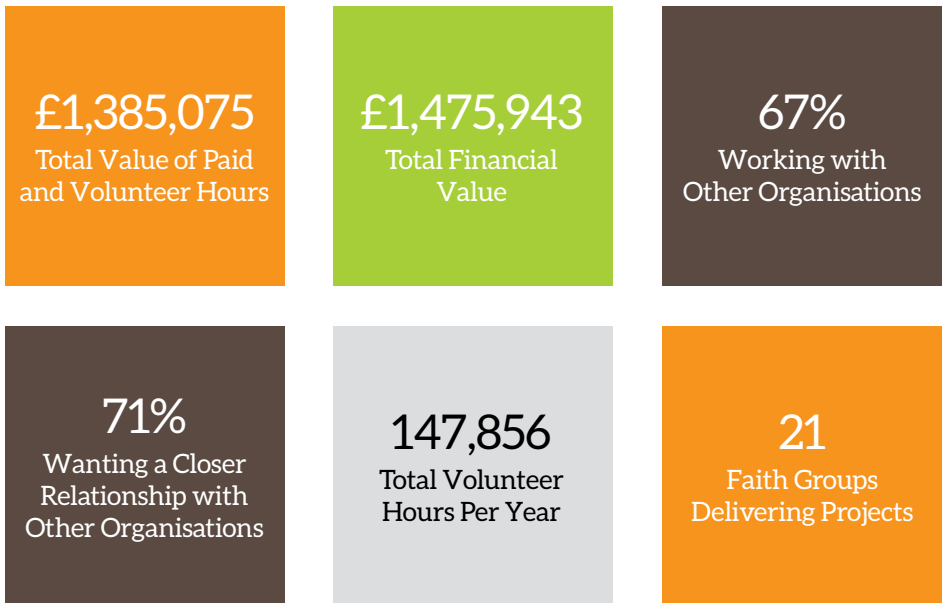 £1,385,075
Total Value of Paid
and Volunteer Hours
£1,475,943
Total Financial
Value
67%
Working with
Other Organisations
71%
Wanting a Closer
Relationship with
Other Organisations
147,856
Total Volunteer
Hours Per Year
21
Faith Groups
Delivering Projects